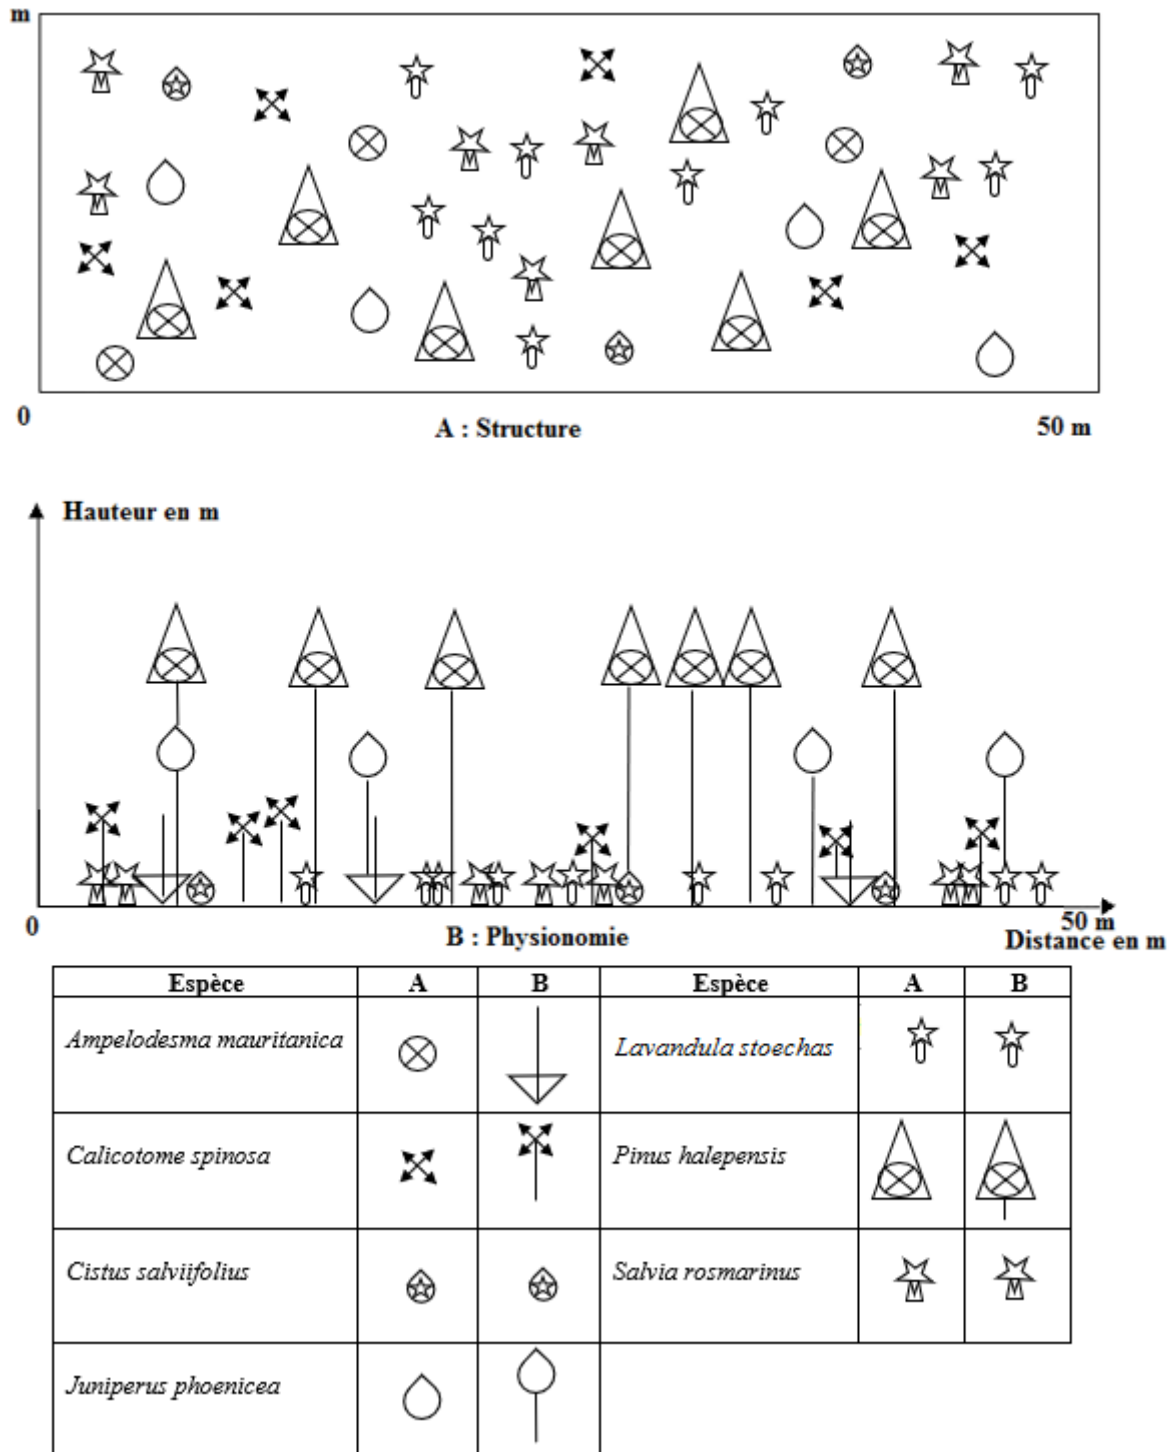 m
0
50 m
A : Structure
Hauteur en m
0
50 m
B : Physionomie
Distance en m
Espèce A B Espèce A B
Ampelodesma mauritanica Lavandula stoechas
Calicotome spinosa Pinus halepensis
Cistus salviifolius Salvia rosmarinus
Juniperus phoenicea